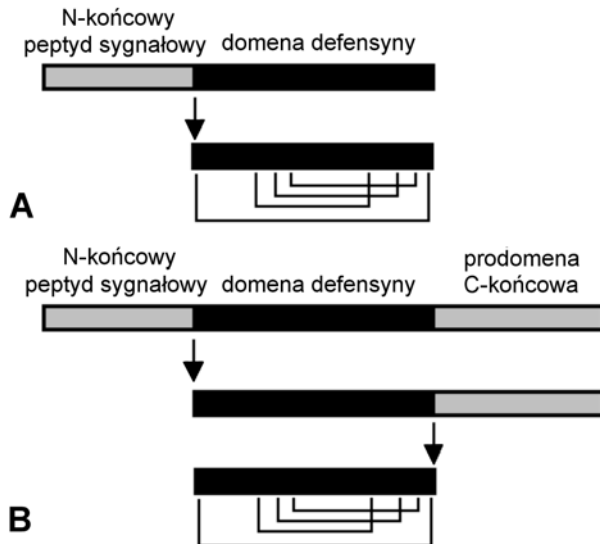 N-końcowy
peptyd sygnałowy
domena defensyny
A
N-końcowy
peptyd sygnałowy
domena defensyny
prodomena
C-końcowa
B